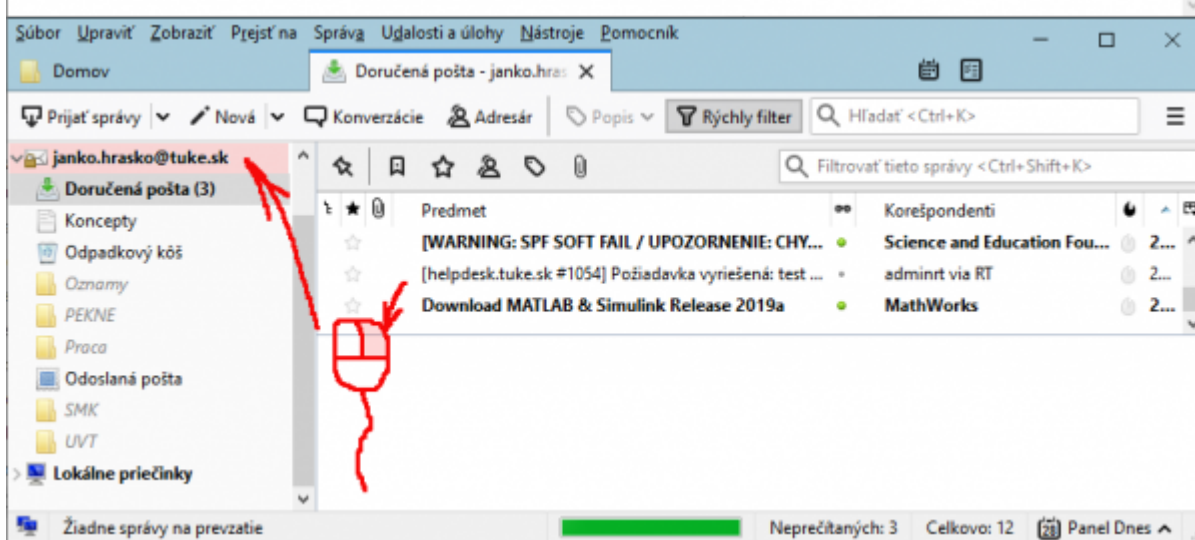 Súbor Upraviť Zobraziť Prejsť na Správa Udalosti a úlohy Nástroje Pomocník
Domov
Doručená pošta - janko.hras
Prijať správy Nová Konverzácie Adresár Popis Rýchly filter Hľadať <Ctrl+K>
janko.hrasko@tuke.sk
Filtrovať tieto správy <Ctrl+Shift+K>
Doručená pošta (3)
Koncepty
Odpadkový kôš
Oznamy
PEKNE
Praca
Odoslaná pošta
SMK
UVT
Lokálne priečinky
Predmet Korešpondenti
[WARNING: SPF SOFT FAIL / UPOZORNENIE: CHY... Science and Education Fou... 2...
[helpdesk.tuke.sk #1054] Požiadavka vyriešená: test ... adminrt via RT 2...
Download MATLAB & Simulink Release 2019a MathWorks 2...
Žiadne správy na prevzatie Neprečítaných: 3 Celkovo: 12 28 Panel Dnes